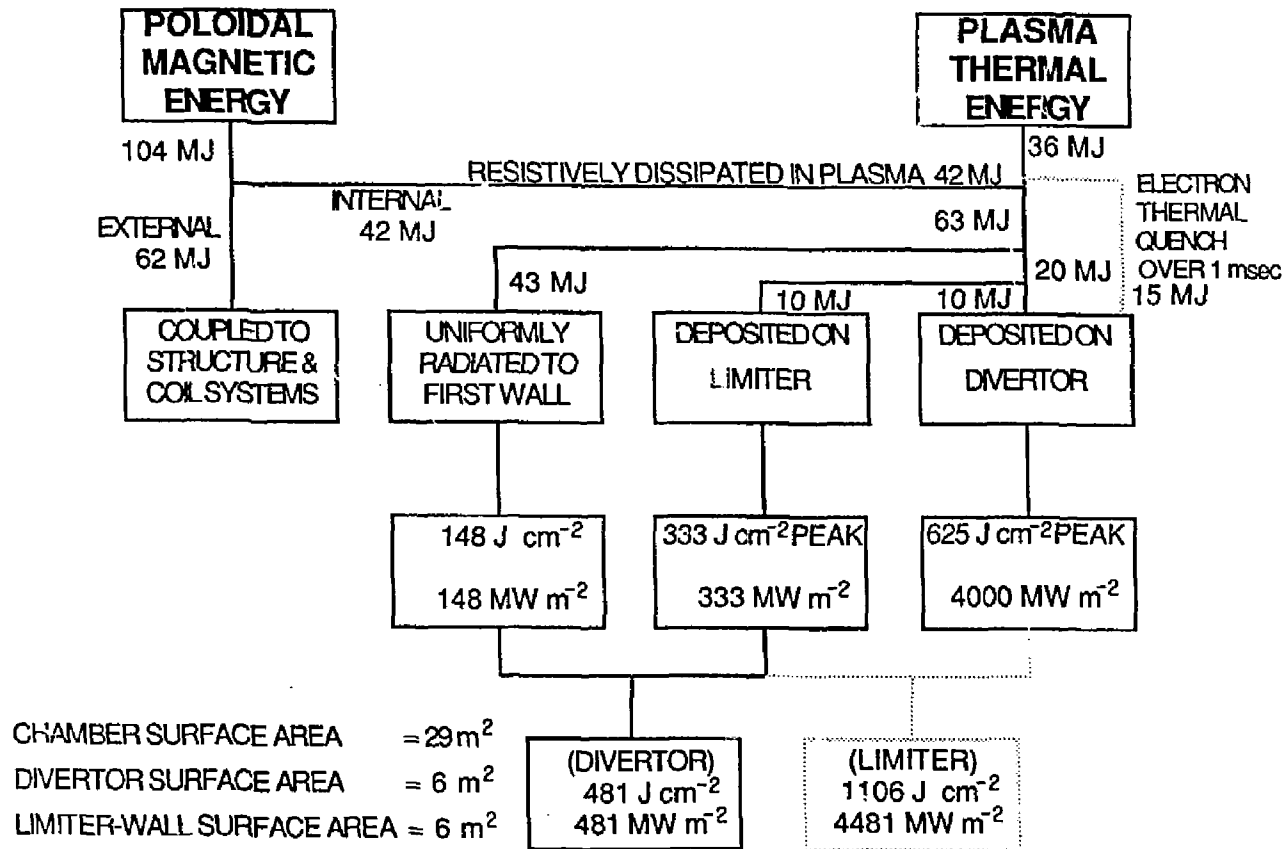 POLOIDAL
MAGNETIC
ENERGY
PLASMA
THERMAL
ENERGY
104 MJ
36 MJ
RESISTIVELY DISSIPATED IN PLASMA 42 MJ
INTERNAL
42 MJ
EXTERNAL
62 MJ
63 MJ
ELECTRON
THERMAL
QUENCH
OVER 1 msec
15 MJ
43 MJ
20 MJ
10 MJ
10 MJ
COUPLED TO
STRUCTURE &
COIL SYSTEMS
UNIFORMLY
RADIATED TO
FIRST WALL
DEPOSITED ON
LIMITER
DEPOSITED ON
DIVERTOR
148 J cm⁻²
148 MW m⁻²
333 J cm⁻² PEAK
333 MW m⁻²
625 J cm⁻² PEAK
4000 MW m⁻²
CHAMBER SURFACE AREA = 29 m²
DIVERTOR SURFACE AREA = 6 m²
LIMITER-WALL SURFACE AREA = 6 m²
(DIVERTOR)
481 J cm⁻²
481 MW m⁻²
(LIMITER)
1106 J cm⁻²
4481 MW m⁻²